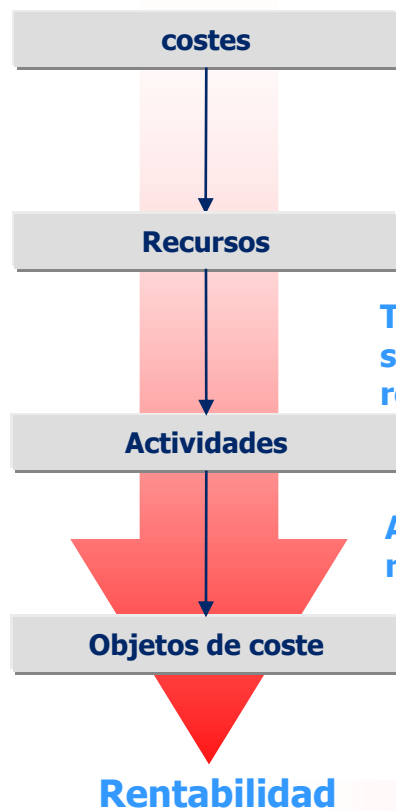 costes
Recursos
Actividades
Objetos de coste
Rentabilidad